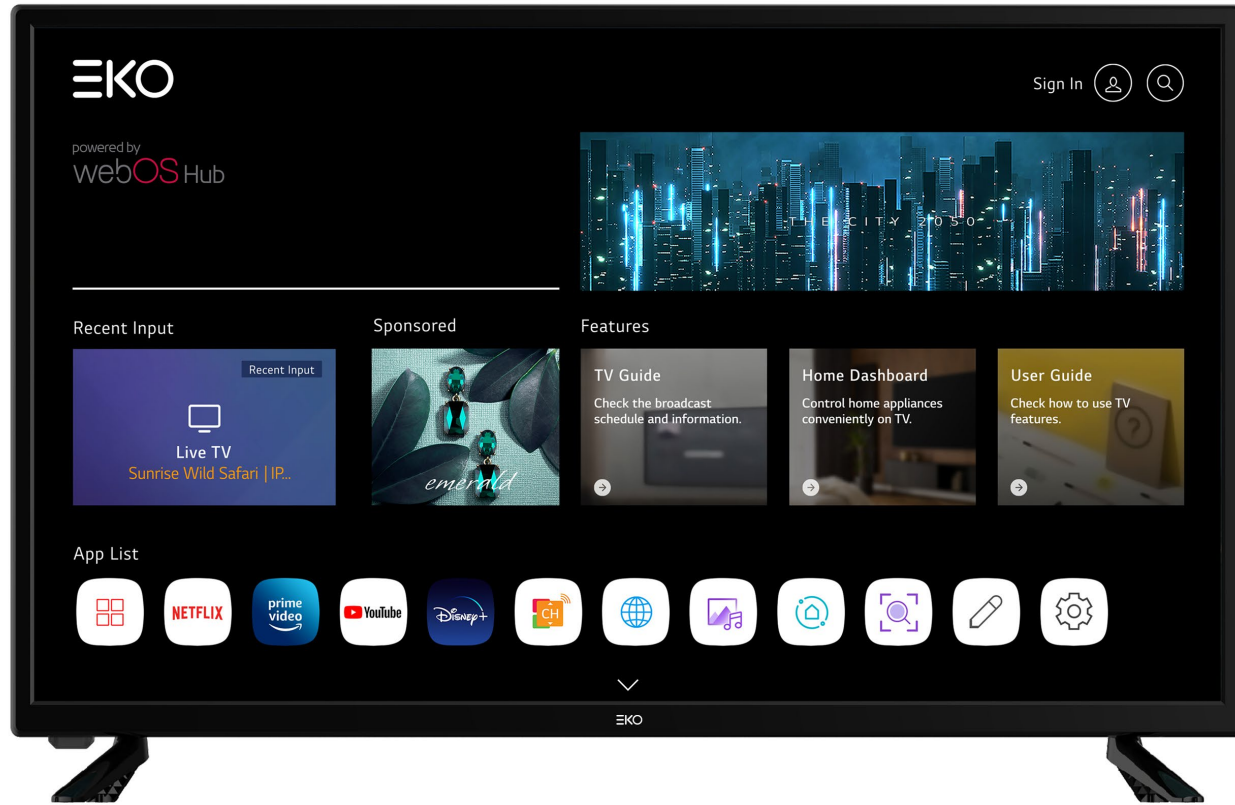 EKO
Sign In
powered by
webOS Hub
THE CITY 2050
Recent Input
Sponsored
Features
Recent Input
Live TV
Sunrise Wild Safari | IP...
emerald
TV Guide
Check the broadcast
schedule and information.
Home Dashboard
Control home appliances
conveniently on TV.
User Guide
Check how to use TV
features.
?
App List
NETFLIX
prime
video
YouTube
Disney+
CH
EKO